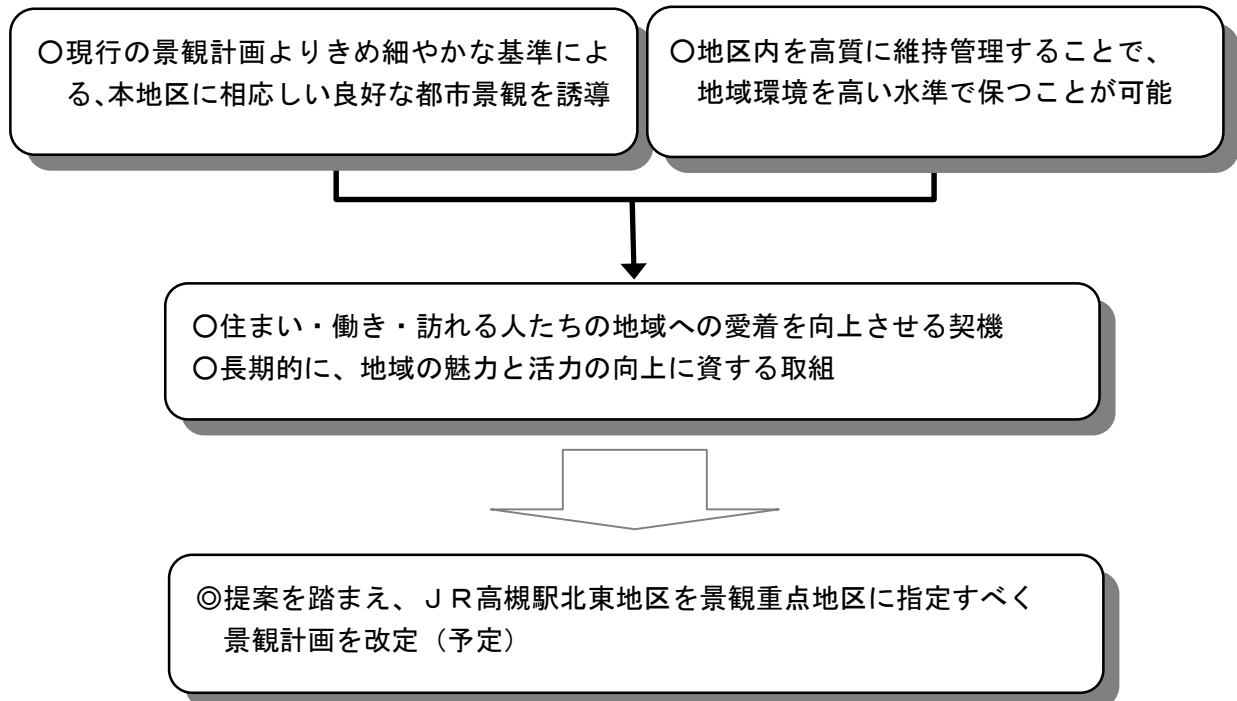 〇現行の景観計画よりきめ細やかな基準によ
る、本地区に相応しい良好な都市景観を誘導
〇地区内を高質に維持管理することで、
地域環境を高い水準で保つことが可能
〇住まい・働き・訪れる人たちの地域への愛着を向上させる契機
〇長期的に、地域の魅力と活力の向上に資する取組
◎提案を踏まえ、ＪＲ高槻駅北東地区を景観重点地区に指定すべく
景観計画を改定（予定）